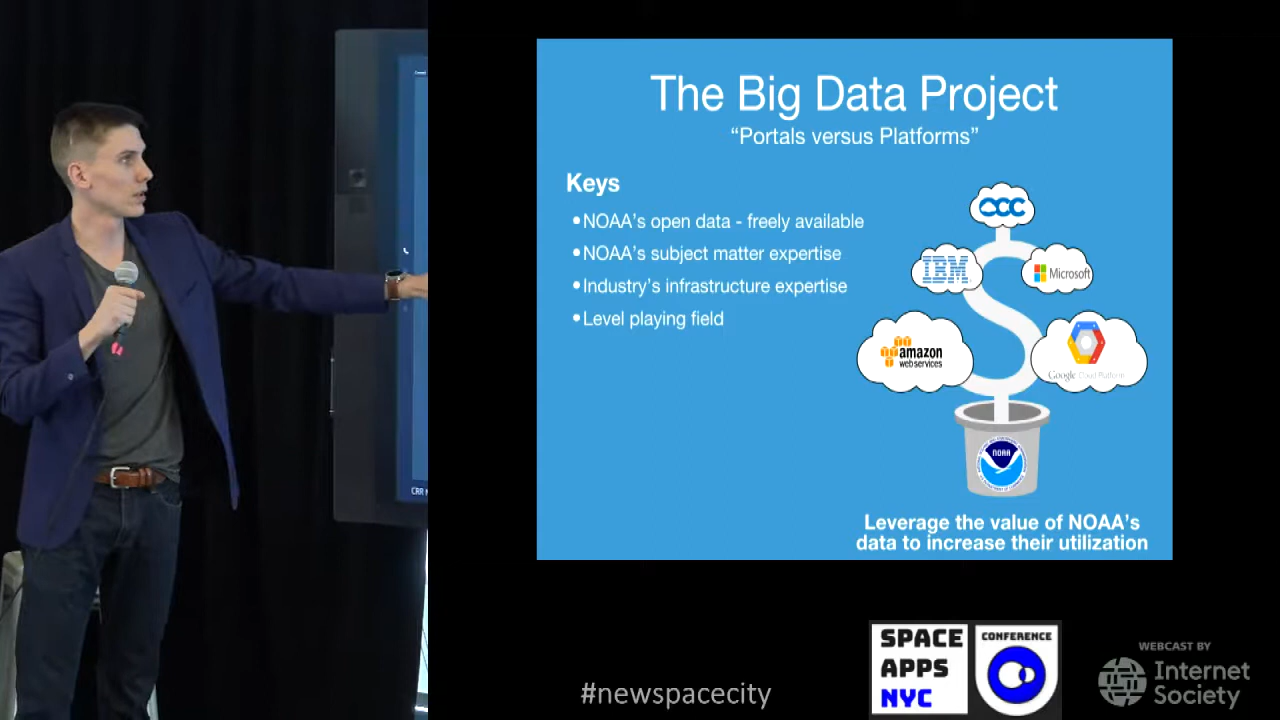 The Big Data Project
“Portals versus Platforms”
Keys
•NOAA’s open data - freely available
•NOAA’s subject matter expertise
•Industry’s infrastructure expertise
•Level playing field
OCC
IBM
Microsoft
amazon
webservices
Google Cloud Platform
NOAA
Leverage the value of NOAA’s
data to increase their utilization
SPACE
APPS
NYC
CONFERENCE
WEBCAST BY
Internet
Society
#newspacecity